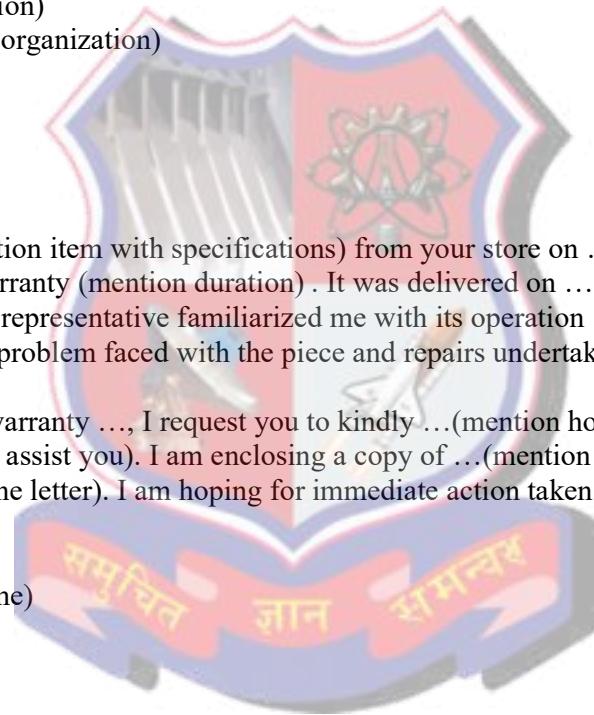 ion)
organization)
tion item with specifications) from your store on .
rranty (mention duration) . It was delivered on …
representative familiarized me with its operation
problem faced with the piece and repairs undertak
warranty …, I request you to kindly …(mention ho
assist you). I am enclosing a copy of …(mention
ne letter). I am hoping for immediate action taken
ne)
समुचित ज्ञान समन्वय